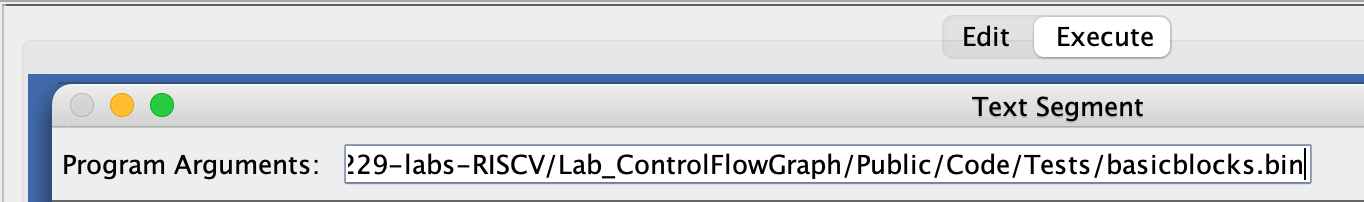 Edit Execute
Text Segment
Program Arguments: 229-labs-RISCV/Lab_ControlFlowGraph/Public/Code/Tests/basicblocks.bin